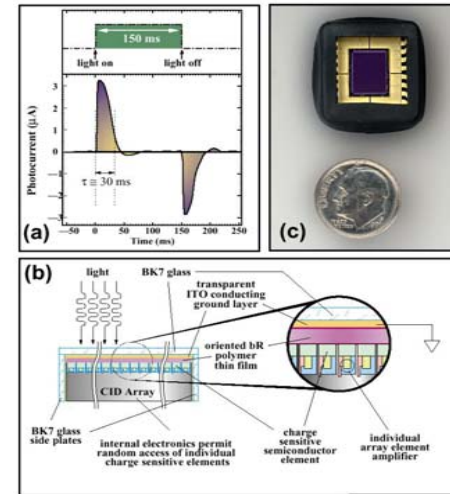 150 ms
light on
light off
Photocurrent (μA)
3
2
1
0
−1
−2
−3
τ ≅ 30 ms
-50
0
50
100
150
200
250
Time (ms)
(a)
(c)
LIBERTY
(b)
light
BK7 glass
transparent
ITO conducting
ground layer
oriented bR
polymer
thin film
CID Array
BK7 glass
side plates
internal electronics permit
random access of individual
charge sensitive elements
charge
sensitive
semiconductor
element
individual
array element
amplifier